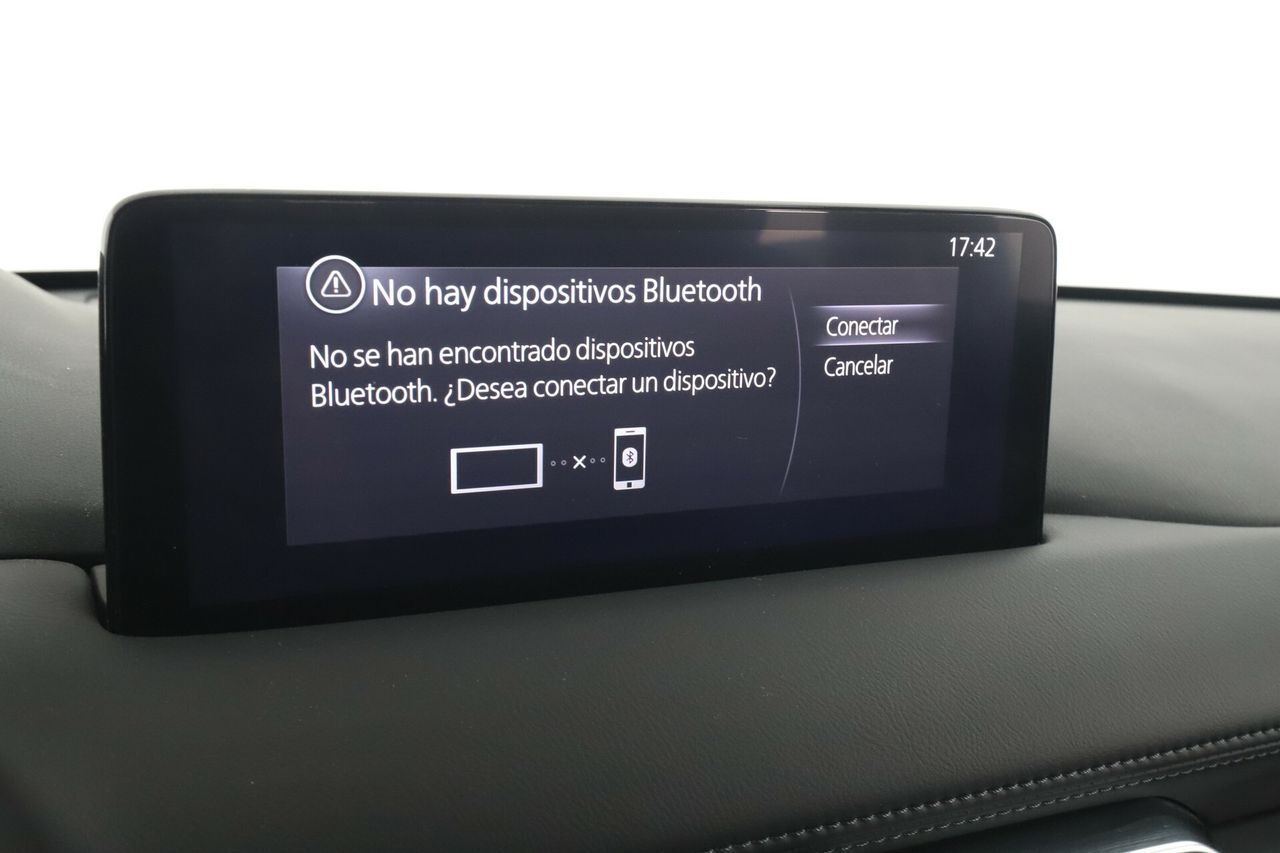 17:42
No hay dispositivos Bluetooth
No se han encontrado dispositivos
Bluetooth. ¿Desea conectar un dispositivo?
Conectar
Cancelar